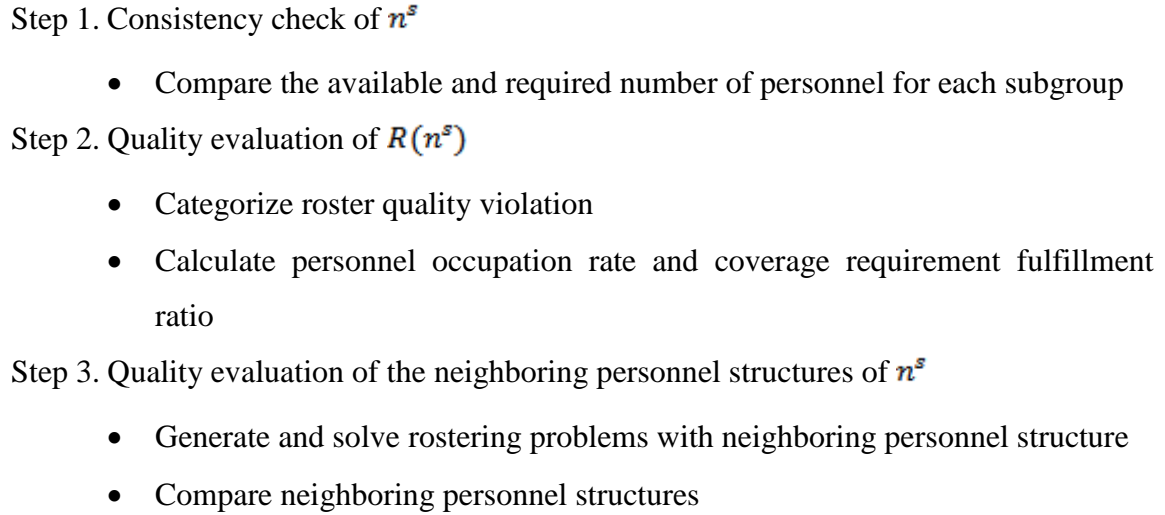 Step 1. Consistency check of nˢ
• Compare the available and required number of personnel for each subgroup
Step 2. Quality evaluation of R(nˢ)
• Categorize roster quality violation
• Calculate personnel occupation rate and coverage requirement fulfillment
ratio
Step 3. Quality evaluation of the neighboring personnel structures of nˢ
• Generate and solve rostering problems with neighboring personnel structure
• Compare neighboring personnel structures